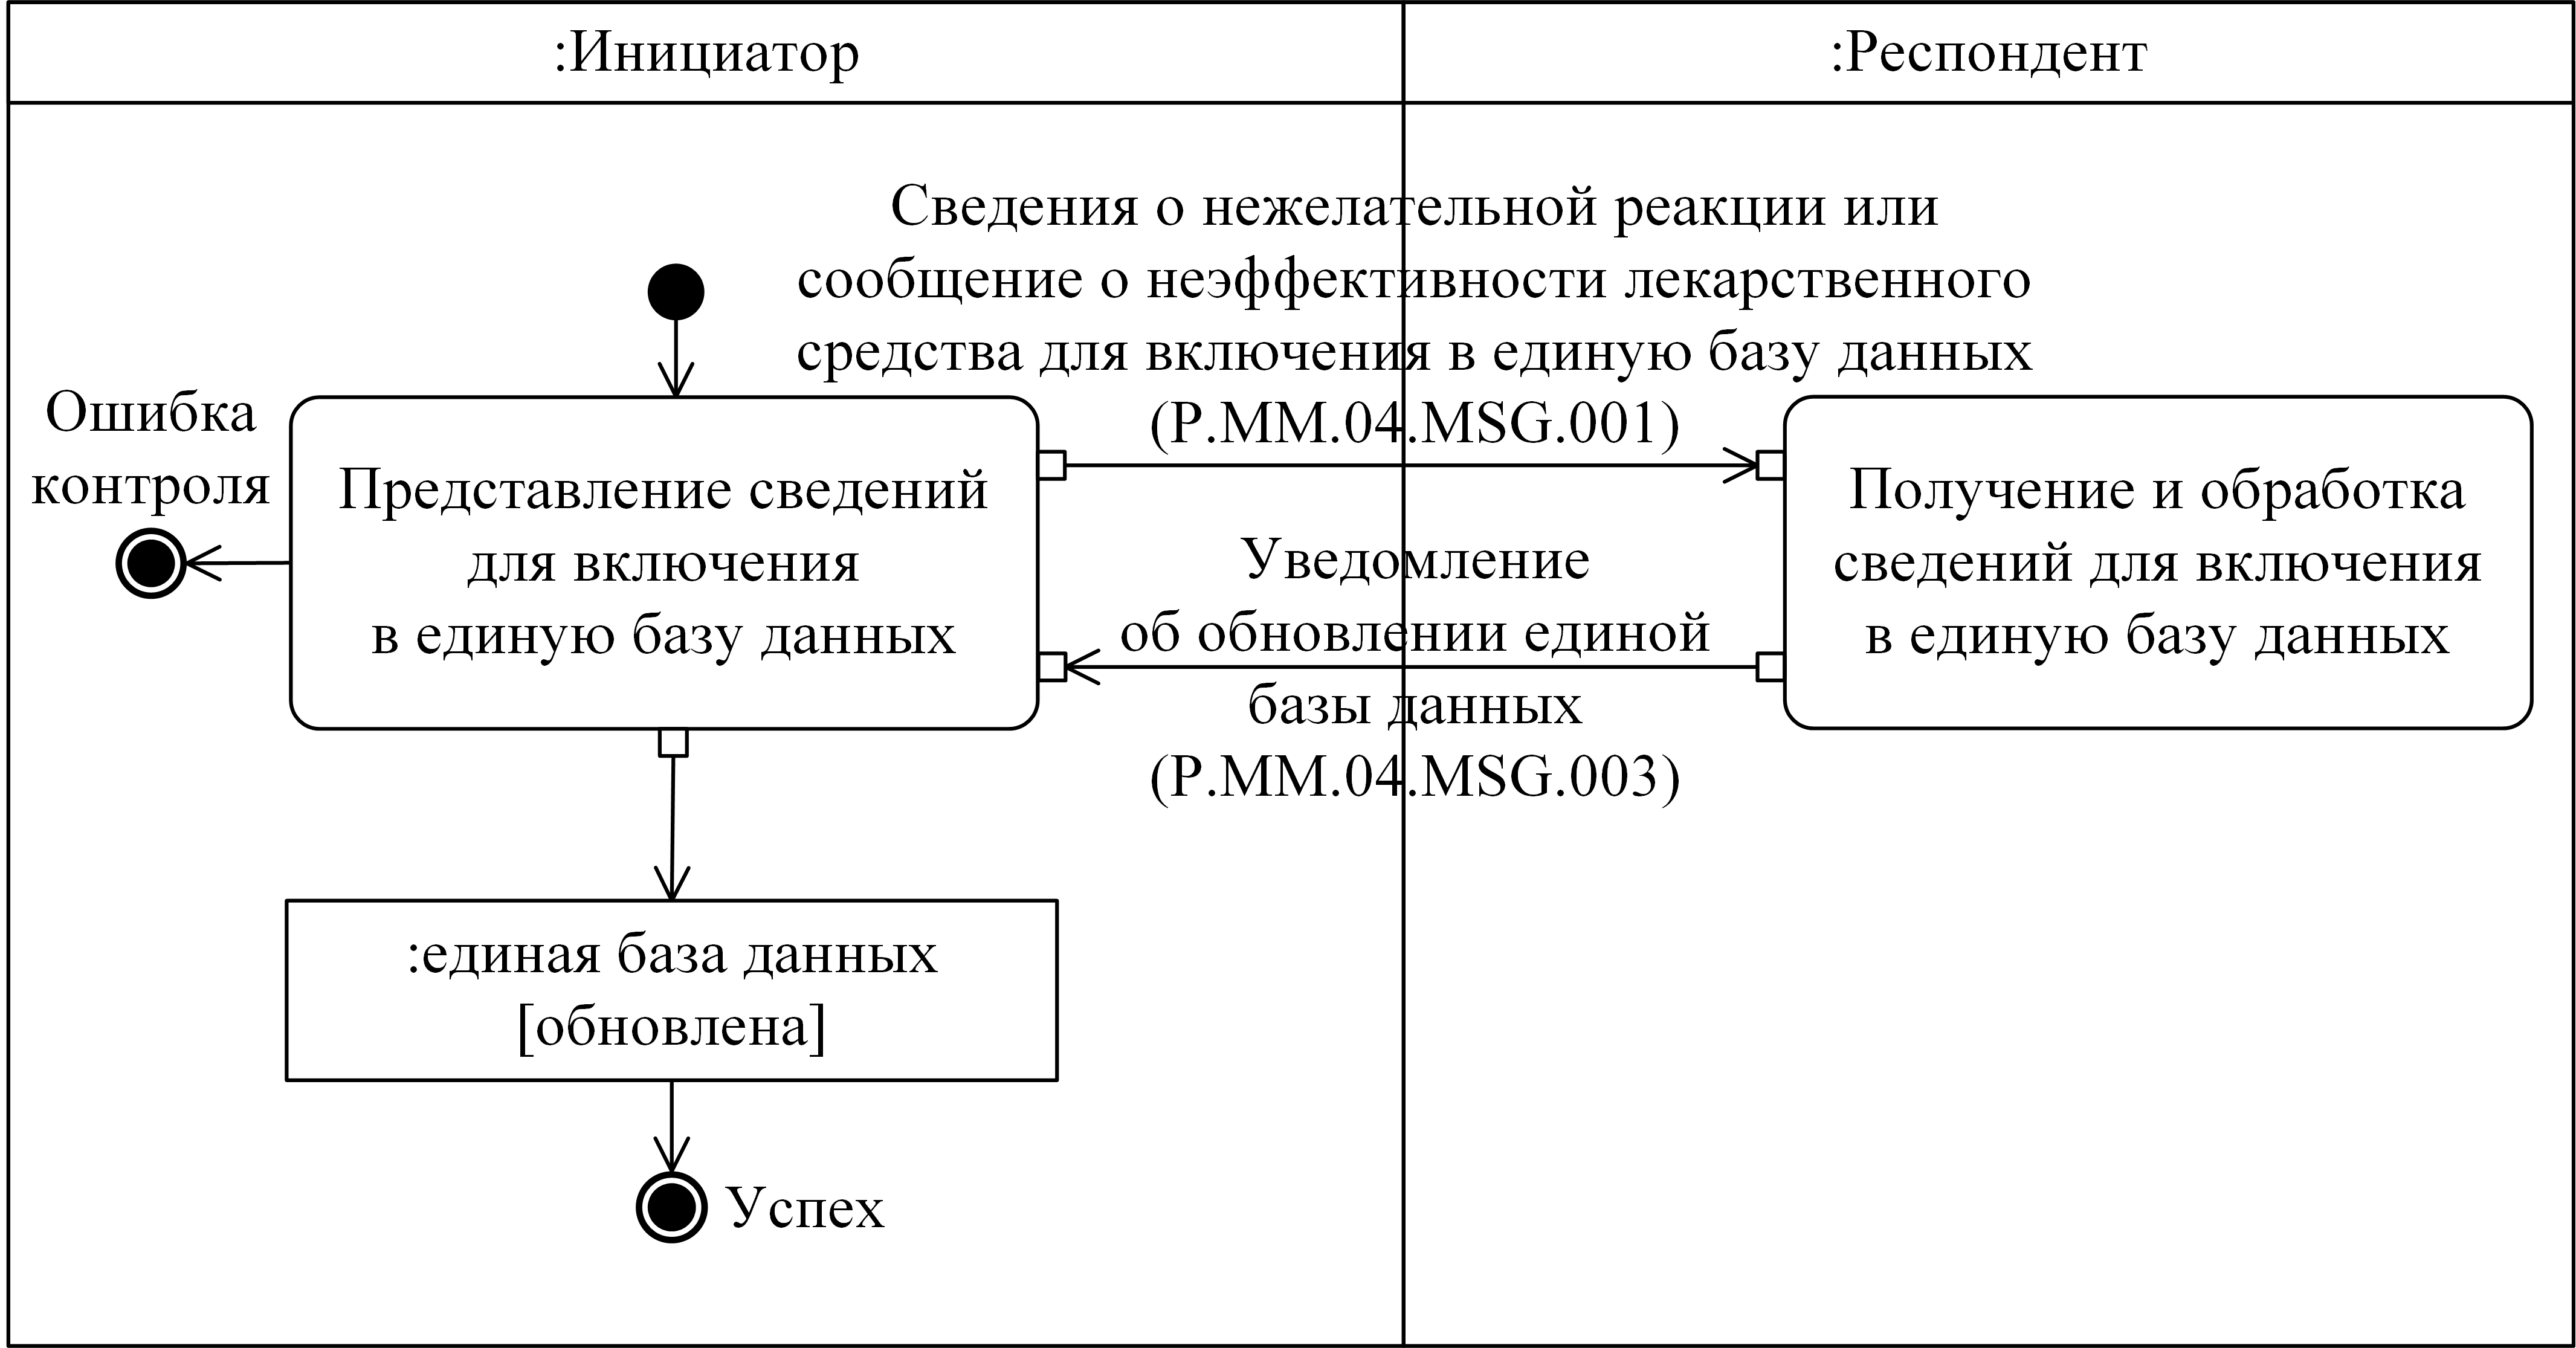 :Инициатор
:Респондент
Сведения о нежелательной реакции или
сообщение о неэффективности лекарственного
средства для включения в единую базу данных
(P.MM.04.MSG.001)
Ошибка
контроля
Представление сведений
для включения
в единую базу данных
Получение и обработка
сведений для включения
в единую базу данных
Уведомление
об обновлении единой
базы данных
(P.MM.04.MSG.003)
:единая база данных
[обновлена]
Успех